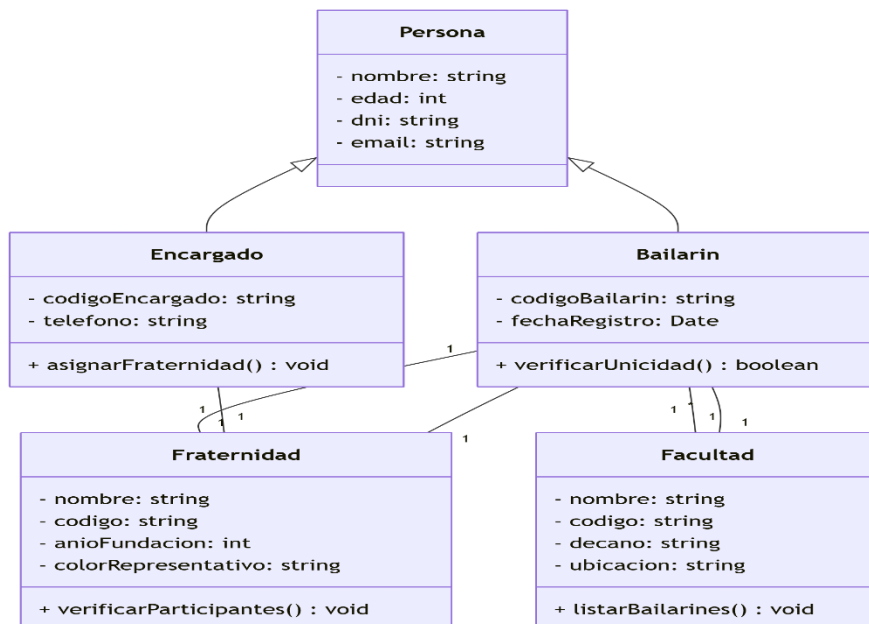 Persona
- nombre: string
- edad: int
- dni: string
- email: string
Encargado
- codigoEncargado: string
- telefono: string
+ asignarFraternidad() : void
Bailarin
- codigoBailarin: string
- fechaRegistro: Date
+ verificarUnicidad() : boolean
1
1
1
1
1
1
1
1
Fraternidad
- nombre: string
- codigo: string
- anioFundacion: int
- colorRepresentativo: string
+ verificarParticipantes() : void
Facultad
- nombre: string
- codigo: string
- decano: string
- ubicacion: string
+ listarBailarines() : void